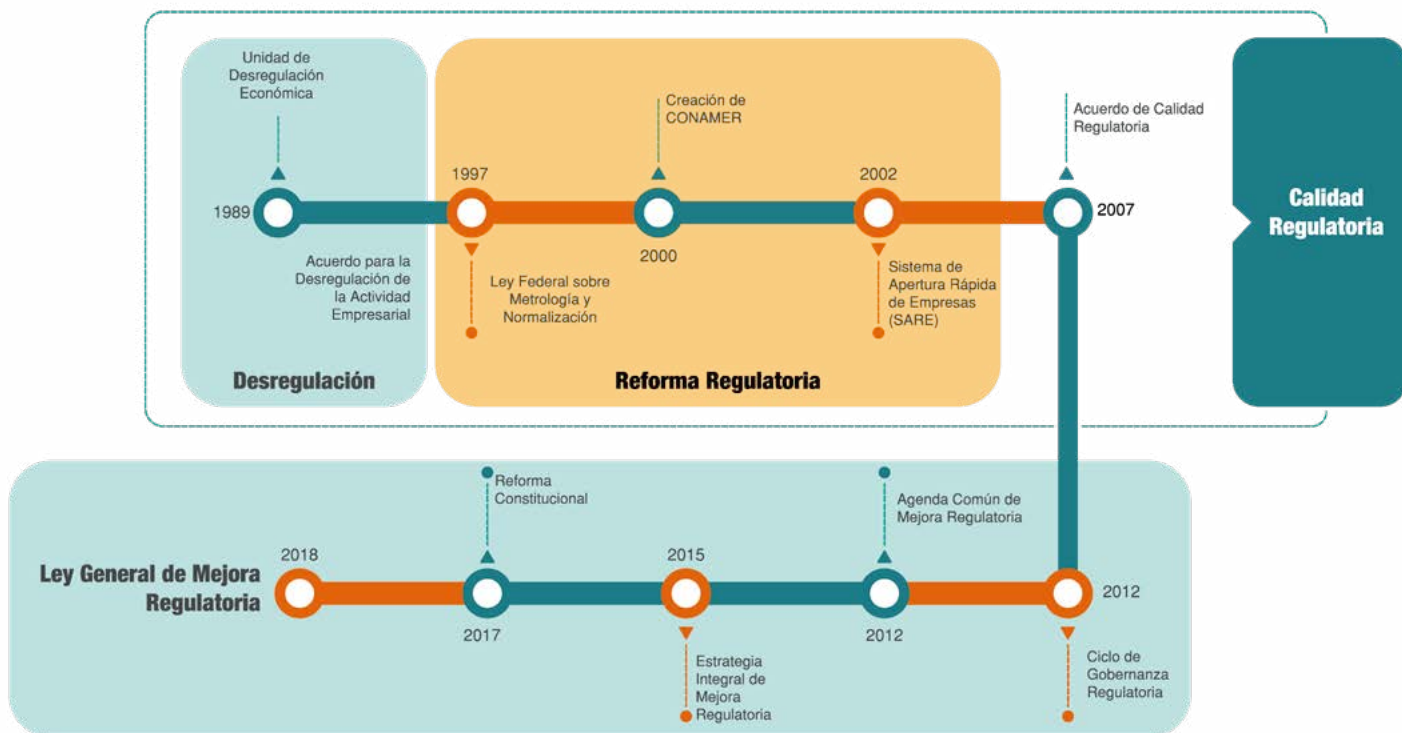 Unidad de
Desregulación
Económica
1989
Acuerdo para la
Desregulación de
la Actividad
Empresarial
Desregulación
1997
Ley Federal sobre
Metrología y
Normalización
Creación de
CONAMER
2000
2002
Sistema de
Apertura Rápida
de Empresas
(SARE)
Reforma Regulatoria
Acuerdo de Calidad
Regulatoria
2007
Calidad
Regulatoria
Ley General de Mejora
Regulatoria
2018
Reforma
Constitucional
2017
2015
Estrategia
Integral de
Mejora
Regulatoria
Agenda Común de
Mejora Regulatoria
2012
2012
Ciclo de
Gobernanza
Regulatoria